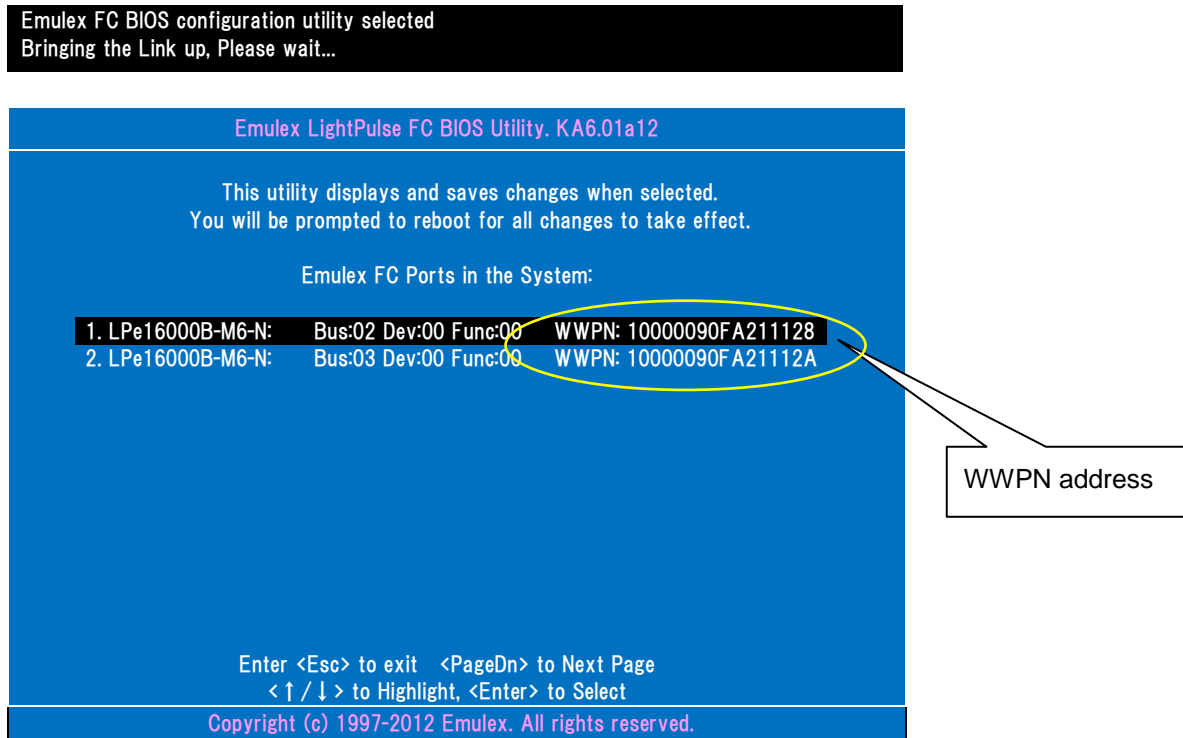 Emulex FC BIOS configuration utility selected
Bringing the Link up, Please wait...
Emulex LightPulse FC BIOS Utility. KA6.01a12
This utility displays and saves changes when selected.
You will be prompted to reboot for all changes to take effect.
Emulex FC Ports in the System:
1. LPe16000B-M6-N: Bus:02 Dev:00 Func:00 WWPN: 10000090FA211128
2. LPe16000B-M6-N: Bus:03 Dev:00 Func:00 WWPN: 10000090FA21112A
WWPN address
Enter <Esc> to exit <PageDn> to Next Page
<↑/↓> to Highlight, <Enter> to Select
Copyright (c) 1997-2012 Emulex. All rights reserved.